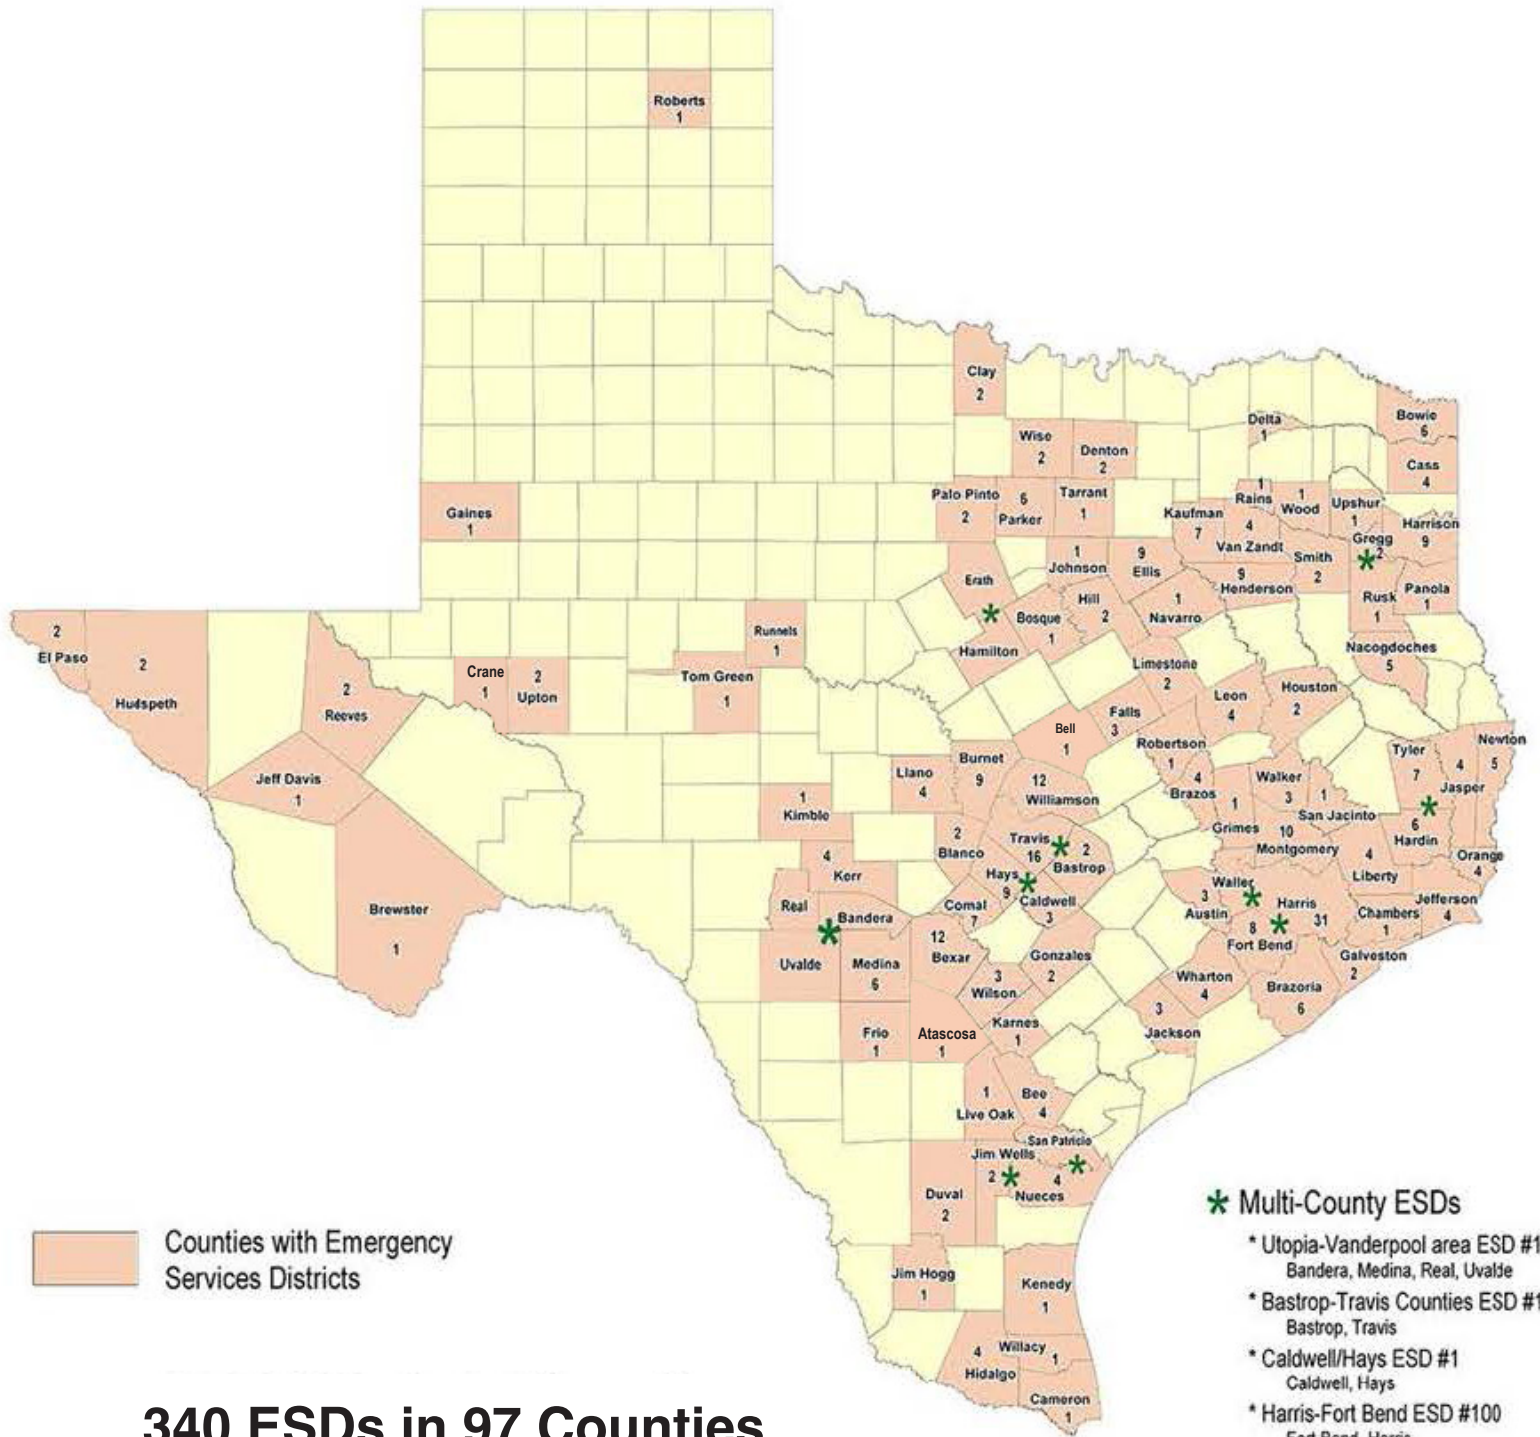 Roberts
1
Clay
2
Delta
1
Bowie
6
Wise
2
Denton
2
Cass
4
Gaines
1
Palo Pinto
2
6
Parker
Tarrant
1
Kaufman
7
1
Rains
1
Wood
Upshur
1
Harrison
9
4
Van Zandt
Gregg
* 2
Erath
*
Hamilton
1
Johnson
9
Ellis
Smith
2
9
Henderson
Rusk
1
Panola
1
Bosque
1
Hill
2
1
Navarro
2
El Paso
2
Hudspeth
Runnels
1
Nacogdoches
5
Crane
1
2
Upton
Tom Green
1
2
Reeves
Limestone
2
Leon
4
Houston
2
Falls
3
Bell
1
Robertson
1
Tyler
7
*
Newton
5
4
Jasper
Jeff Davis
1
Burnet
9
Llano
4
12
Williamson
4
Brazos
Walker
3
1
San Jacinto
1
Grimes
10
Montgomery
6
Hardin
1
Kimble
2
Blanco
Travis *
16
2
Bastrop
4
Liberty
Orange
4
4
Kerr
Hays *
9
Caldwell
3
Waller
*
3
Austin
Harris
31
*
Jefferson
4
Chambers
1
Brewster
1
Real
Bandera
*
Comal
7
8
Fort Bend
Uvalde
Medina
6
12
Bexar
Gonzales
2
Galveston
2
3
Wilson
Wharton
4
Brazoria
6
Frio
1
Atascosa
1
Karnes
1
3
Jackson
1
Live Oak
Bee
4
San Patricio
*
Jim Wells
2 *
4
Nueces
Duval
2
Jim Hogg
1
Kenedy
1
4
Hidalgo
Willacy
1
Cameron
1
Counties with Emergency
Services Districts
* Multi-County ESDs
* Utopia-Vanderpool area ESD #1
Bandera, Medina, Real, Uvalde
* Bastrop-Travis Counties ESD #1
Bastrop, Travis
* Caldwell/Hays ESD #1
Caldwell, Hays
* Harris-Fort Bend ESD #100
Fort Bend, Harris
340 ESDs in 97 Counties